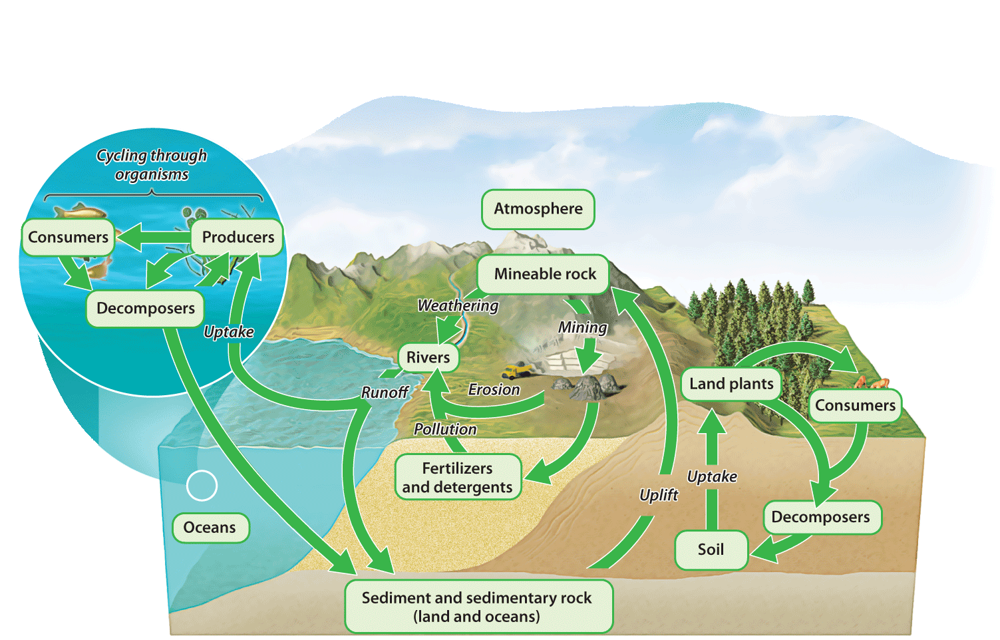 Cycling through
organisms
Consumers
Producers
Decomposers
Uptake
Atmosphere
Mineable rock
Weathering
Mining
Rivers
Runoff
Erosion
Pollution
Fertilizers
and detergents
Land plants
Consumers
Uptake
Uplift
Decomposers
Soil
Oceans
Sediment and sedimentary rock
(land and oceans)